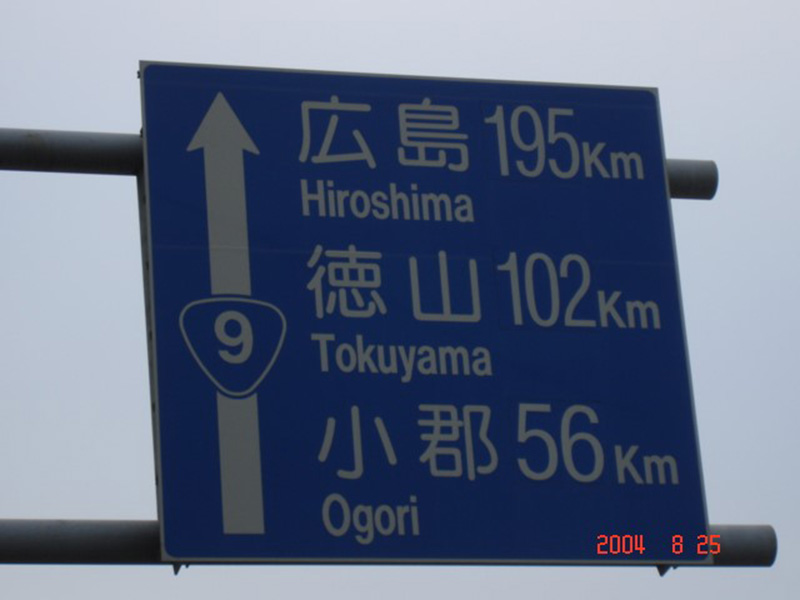 広島 195Km
Hiroshima
徳山 102Km
Tokuyama
9
小郡 56Km
Ogori
2004 8 25